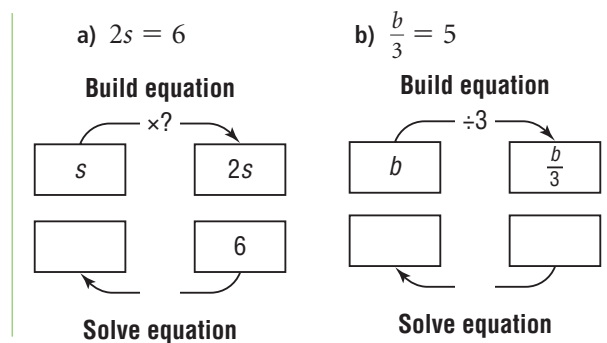 a) 2s = 6
Build equation
×?
s
2s
6
Solve equation
b) b/3 = 5
Build equation
÷3
b
b/3
Solve equation